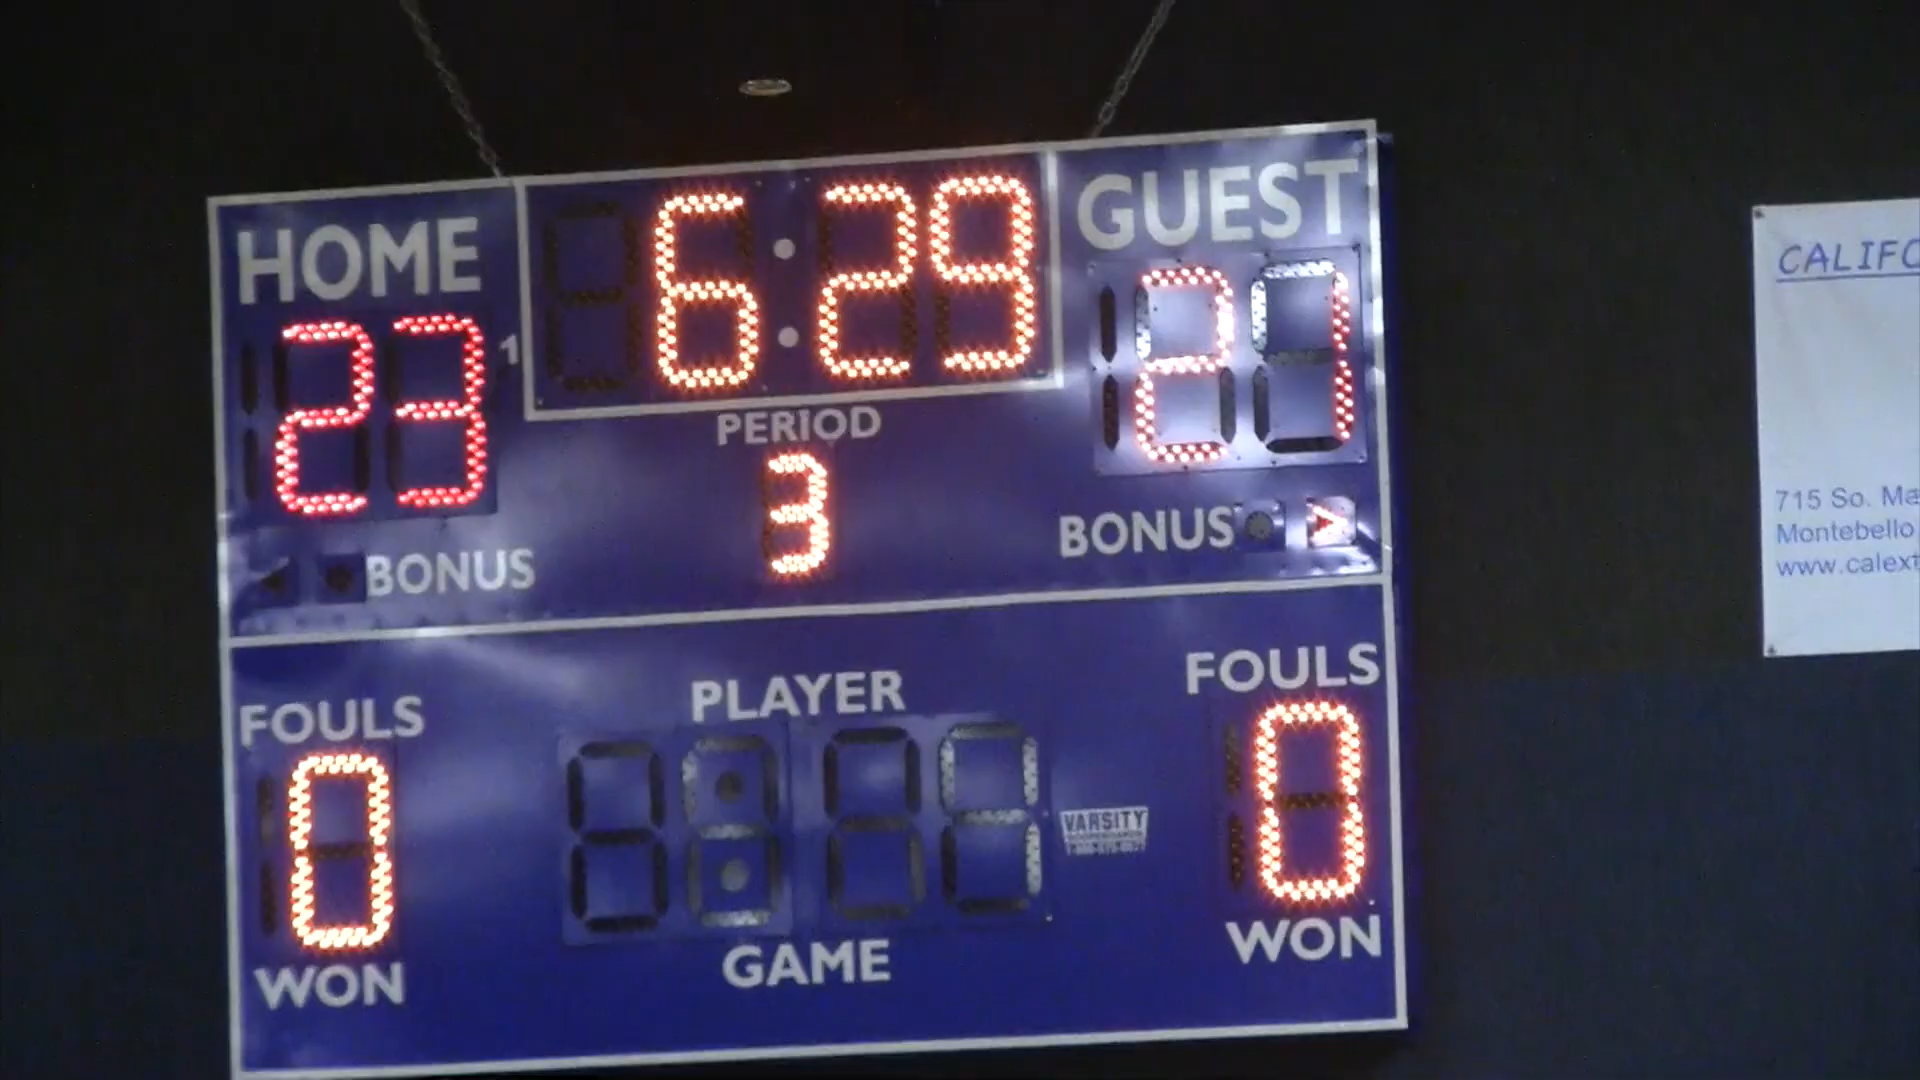 HOME
6:29
GUEST
23
1
21
PERIOD
3
BONUS
BONUS >
FOULS
PLAYER
FOULS
0
0
VARSITY
WON
GAME
WON
CALIFO
715 So. Ma
Montebello
www.calext